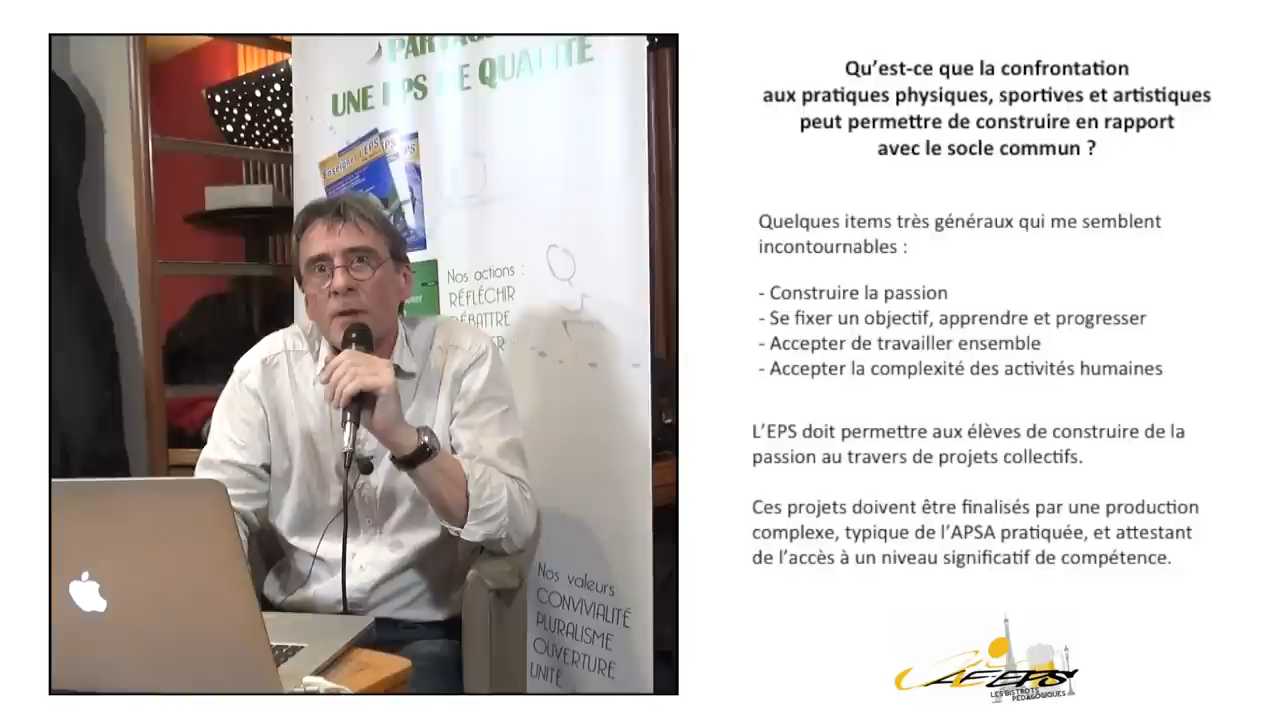 UNE EPS DE QUALITÉ
Enseigner l'EPS
Nos actions :
RÉFLÉCHIR
DÉBATTRE
Nos valeurs
CONVIVIALITÉ
PLURALISME
OUVERTURE
UNITÉ
Qu'est-ce que la confrontation
aux pratiques physiques, sportives et artistiques
peut permettre de construire en rapport
avec le socle commun ?
Quelques items très généraux qui me semblent
incontournables :
- Construire la passion
- Se fixer un objectif, apprendre et progresser
- Accepter de travailler ensemble
- Accepter la complexité des activités humaines
L'EPS doit permettre aux élèves de construire de la
passion au travers de projets collectifs.
Ces projets doivent être finalisés par une production
complexe, typique de l'APSA pratiquée, et attestant
de l'accès à un niveau significatif de compétence.
CAFEEPS
LES BISTROTS
PÉDAGOGIQUES